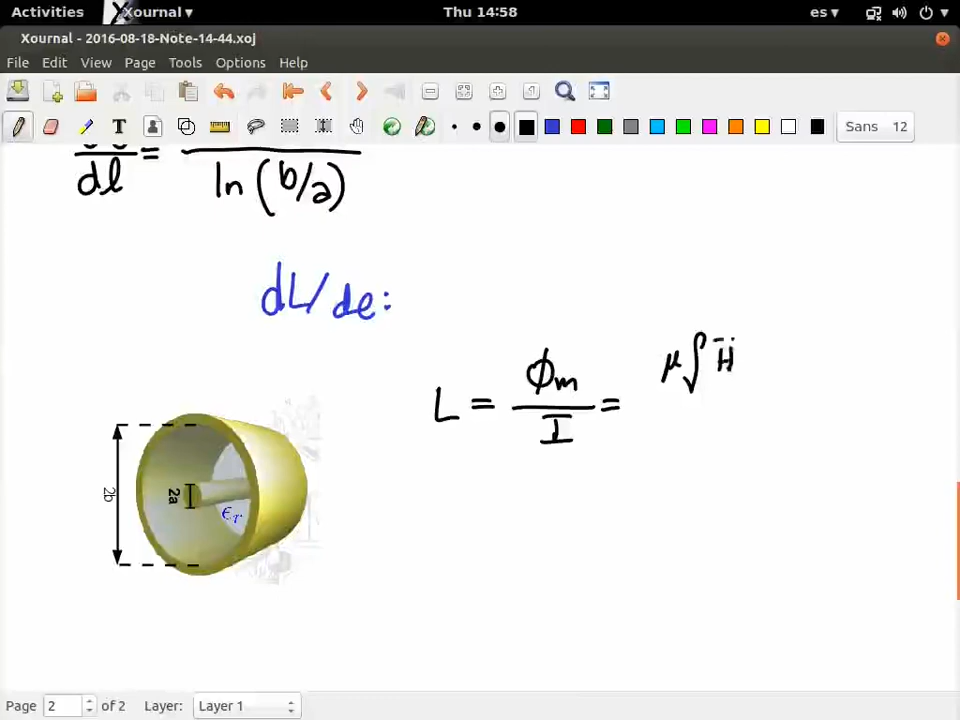 Activities Xournal ▾ Thu 14:58 es ▾
Xournal - 2016-08-18-Note-14-44.xoj
File Edit View Page Tools Options Help
T Sans 12
dl = ln (b/a)
dL/de:
L = ϕm / I = μ∫ H
2b
2a
ϵr
Page 2 of 2 Layer: Layer 1